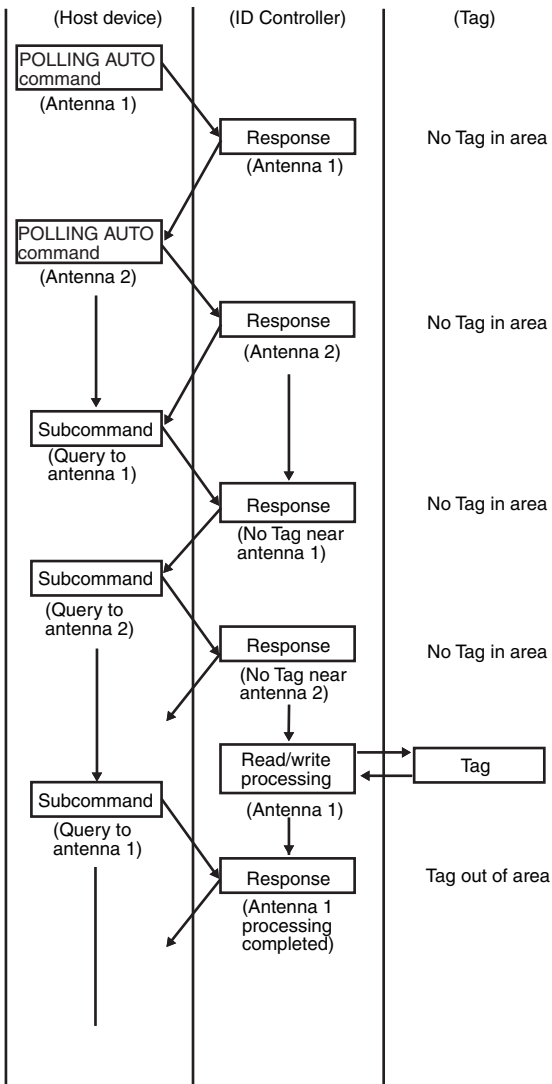 (Host device) (ID Controller) (Tag)
POLLING AUTO
command
(Antenna 1)
Response No Tag in area
(Antenna 1)
POLLING AUTO
command
(Antenna 2)
Response No Tag in area
(Antenna 2)
Subcommand
(Query to
antenna 1)
Response No Tag in area
(No Tag near
antenna 1)
Subcommand
(Query to
antenna 2)
Response No Tag in area
(No Tag near
antenna 2)
Read/write
processing
Tag
(Antenna 1)
Subcommand
(Query to
antenna 1)
Response Tag out of area
(Antenna 1
processing
completed)